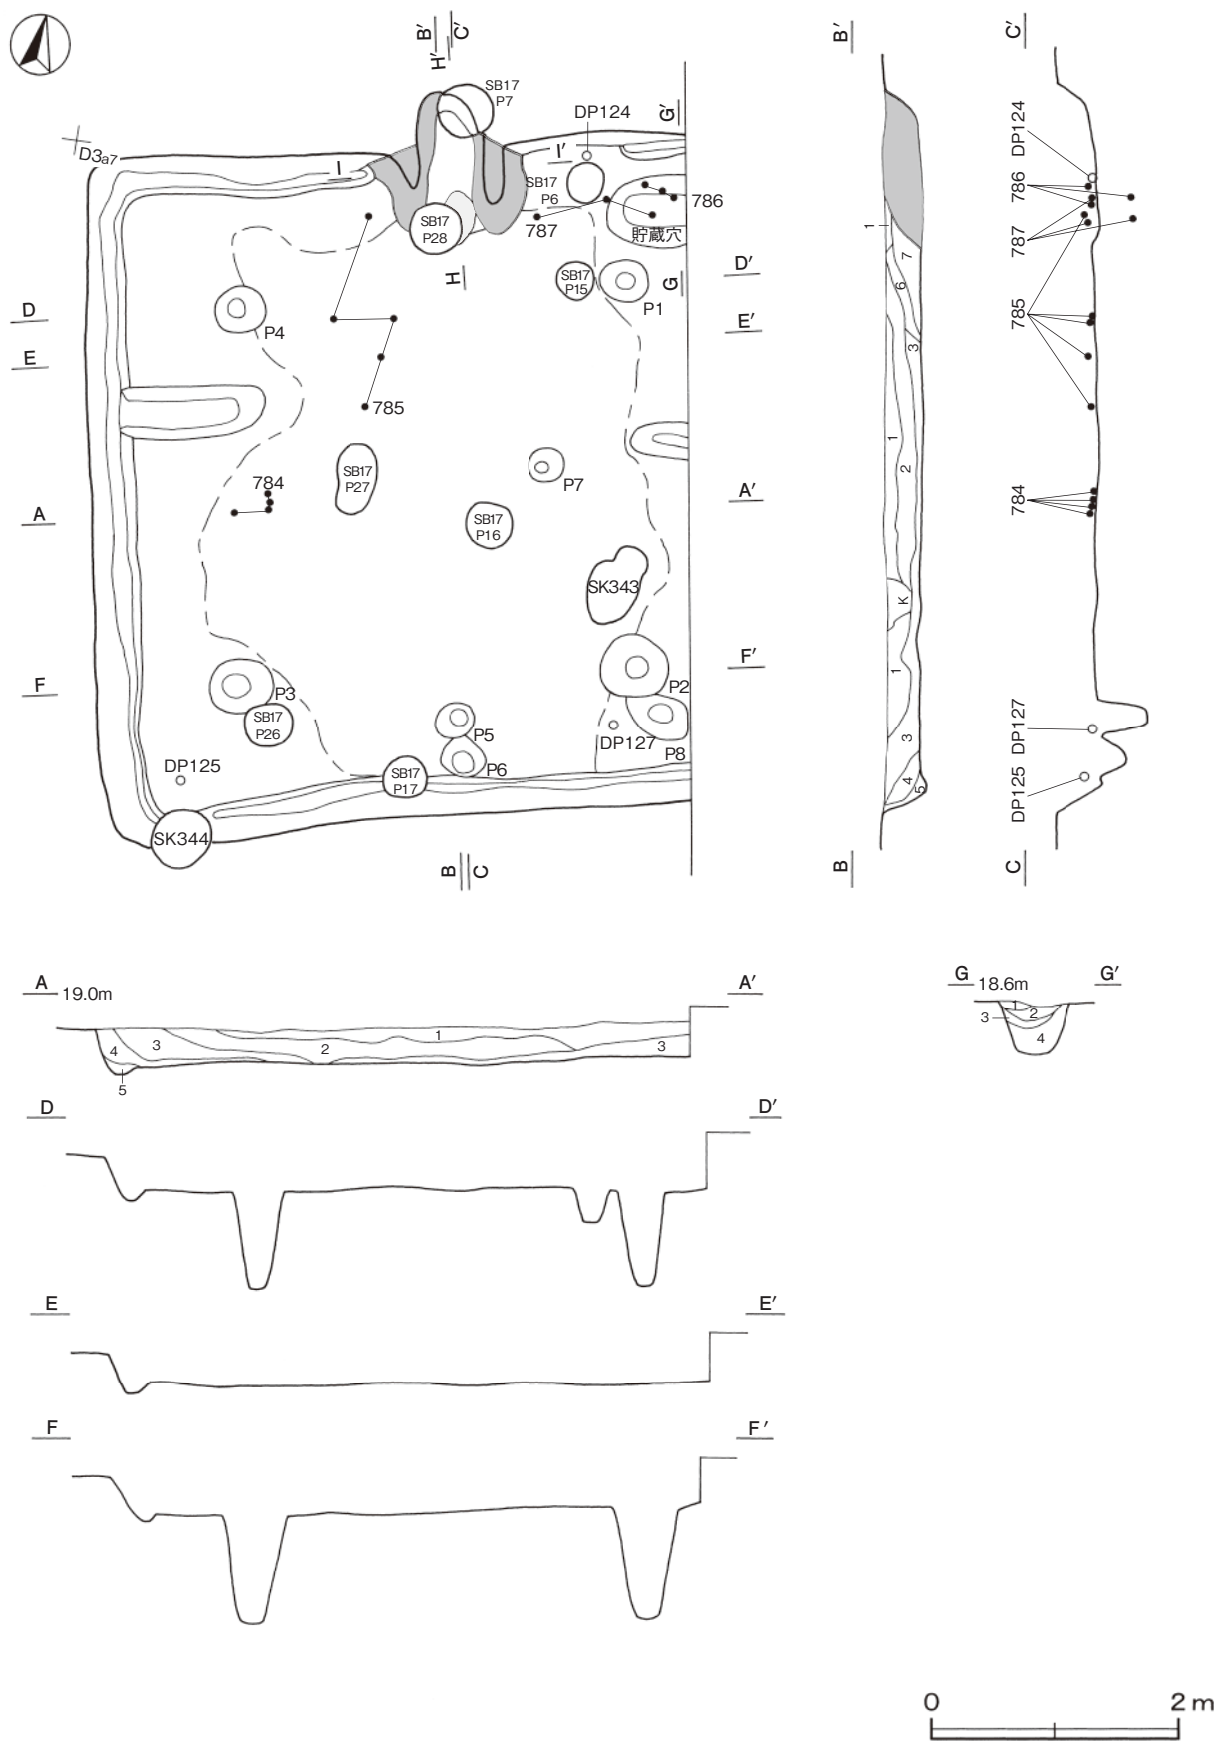 B′
C′
H′
SB17
P7
G′
DP124
D3a7
I
I′
SB17
P6
786
SB17
P28
787
貯蔵穴
D
D′
H
SB17
P15
G
P1
P4
E
E′
785
SB17
P27
P7
784
A
A′
SB17
P16
SK343
F
F′
P3
P2
SB17
P26
P5
DP127
P8
DP125
P6
SB17
P17
SK344
B
C
B′
1
7
6
3
1
2
K
1
3
4
5
B
C′
DP124
786
787
785
784
DP127
DP125
C
A 19.0m
A′
1
2
3
3
4
5
G 18.6m
G′
1
2
3
4
D
D′
E
E′
F
F′
0
2m